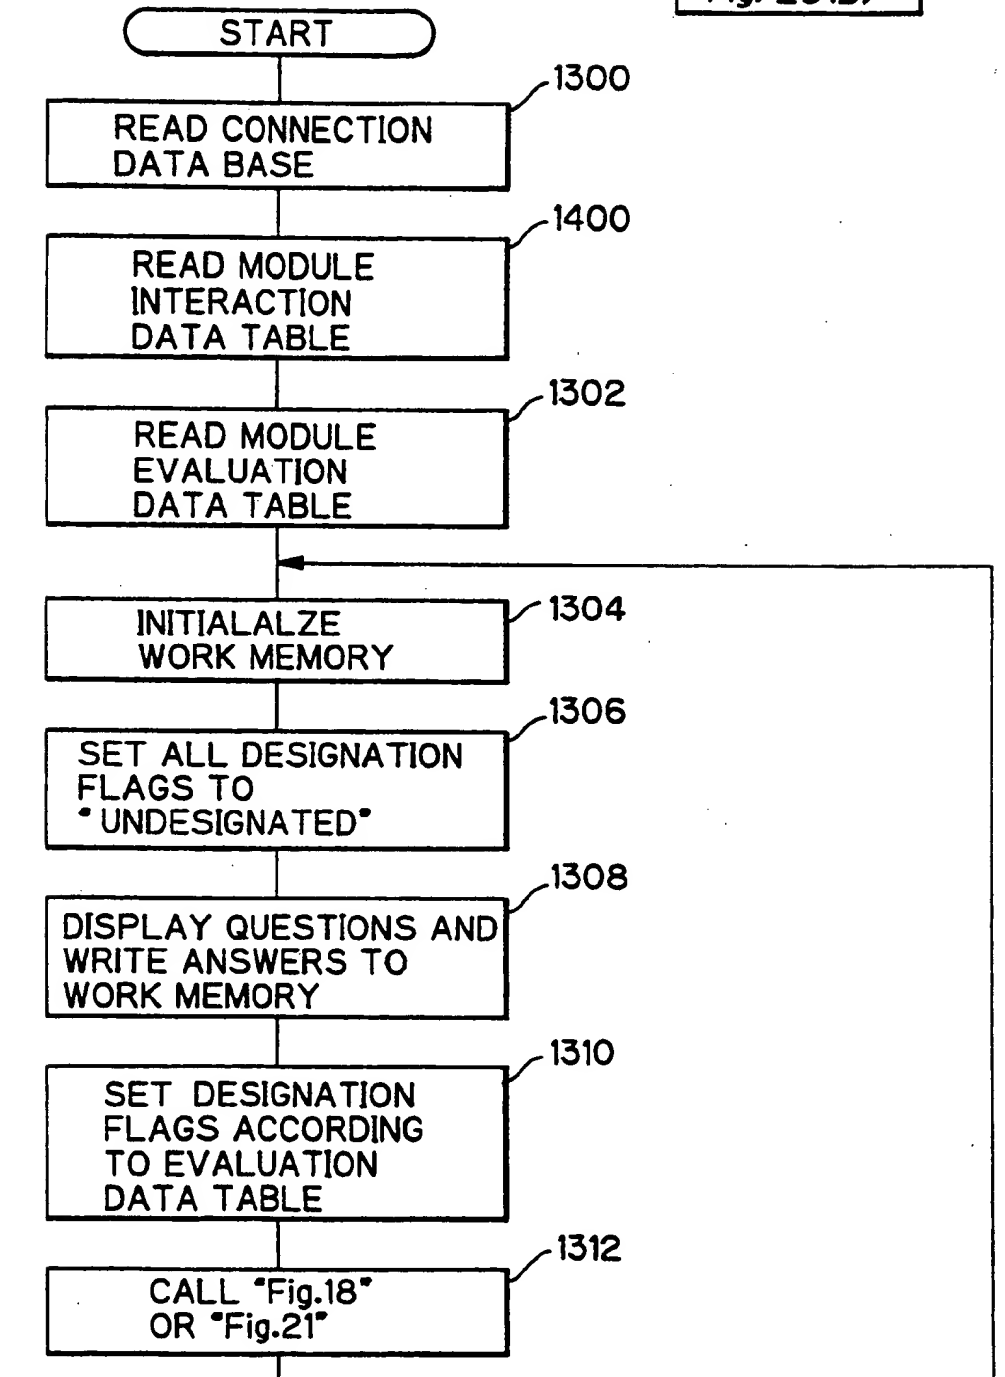 START
1300
READ CONNECTION
DATA BASE
1400
READ MODULE
INTERACTION
DATA TABLE
1302
READ MODULE
EVALUATION
DATA TABLE
1304
INITIALALZE
WORK MEMORY
1306
SET ALL DESIGNATION
FLAGS TO
"UNDESIGNATED"
1308
DISPLAY QUESTIONS AND
WRITE ANSWERS TO
WORK MEMORY
1310
SET DESIGNATION
FLAGS ACCORDING
TO EVALUATION
DATA TABLE
1312
CALL "Fig.18"
OR "Fig.21"